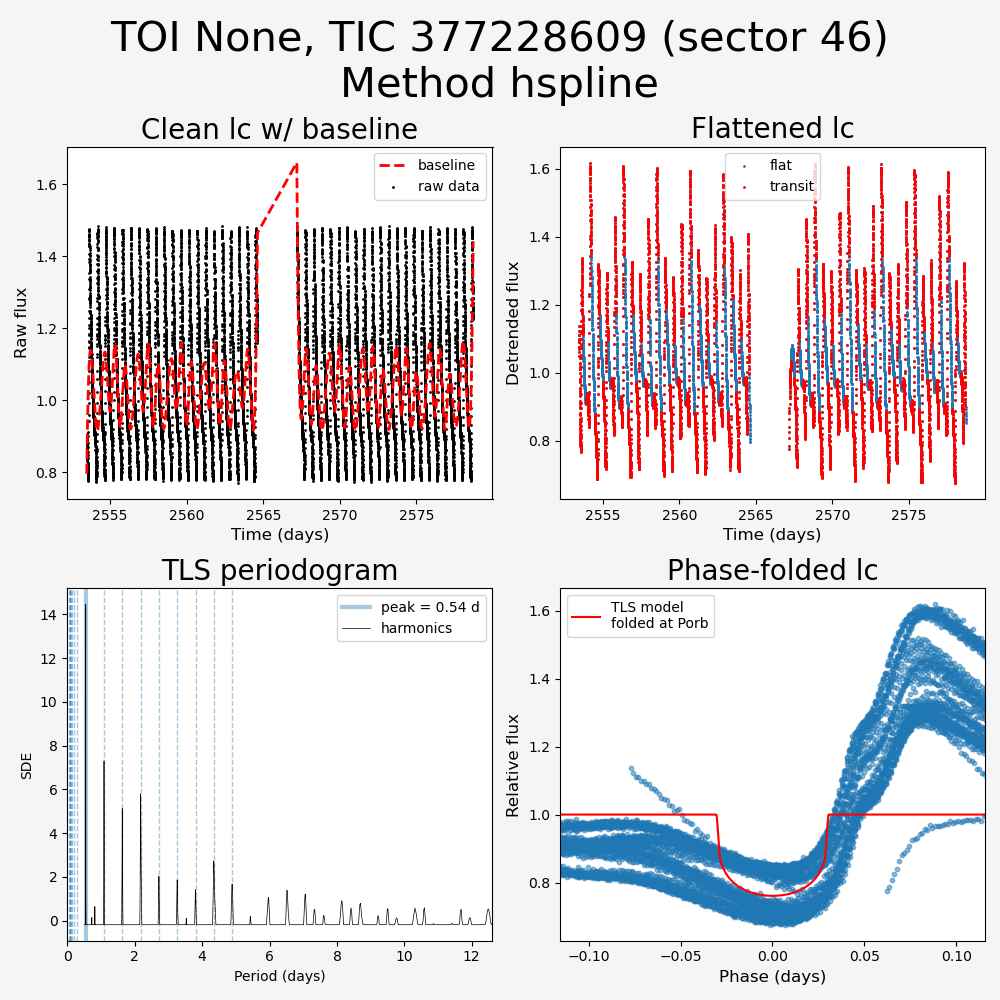 TOI None, TIC 377228609 (sector 46)
Method hspline
Clean lc w/ baseline
baseline
raw data
Raw flux
1.6
1.4
1.2
1.0
0.8
2555
2560
2565
2570
2575
Time (days)
Flattened lc
flat
transit
Detrended flux
1.6
1.4
1.2
1.0
0.8
2555
2560
2565
2570
2575
Time (days)
TLS periodogram
peak = 0.54 d
harmonics
SDE
14
12
10
8
6
4
2
0
0
2
4
6
8
10
12
Period (days)
Phase-folded lc
TLS model
folded at Porb
Relative flux
1.6
1.4
1.2
1.0
0.8
−0.10
−0.05
0.00
0.05
0.10
Phase (days)